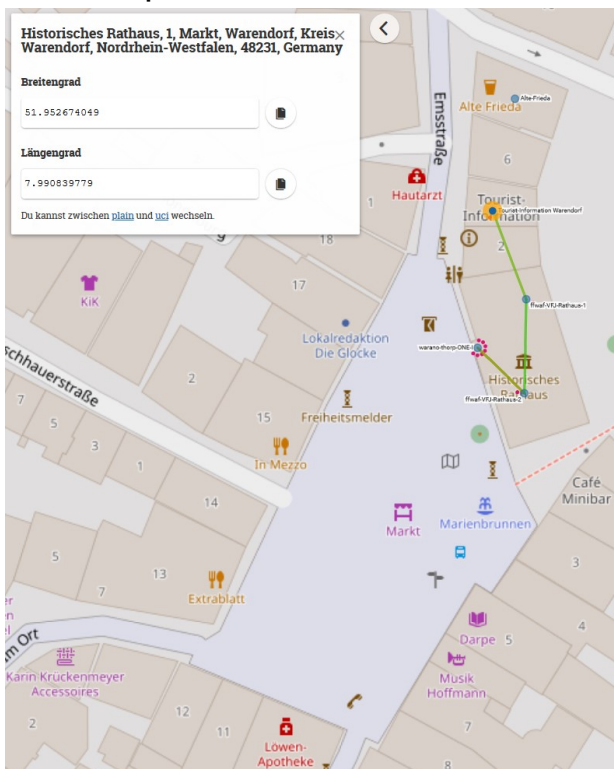 Historisches Rathaus, 1, Markt, Warendorf, Kreis
Warendorf, Nordrhein-Westfalen, 48231, Germany
×
Breitengrad
51.952674049
Längengrad
7.990839779
Du kannst zwischen plain und uci wechseln.
Emsstraße
Alte Frieda
Alte-Frieda
6
Hautarzt
1
Tourist-
Information
Tourist-Information Warendorf
2
18
17
KiK
ffwaf-VFJ-Rathaus-1
Lokalredaktion
Die Glocke
warano-thorp-ONE-I
Historisches
Rathaus
ffwaf-VFJ-Rathaus-2
schhauerstraße
2
7
5
3
1
15
Freiheitsmelder
In Mezzo
14
Café
Minibar
Markt
Marienbrunnen
5
7
13
Extrablatt
3
m Ort
Darpe
5
4
Karin Krückenmeyer
Accessoires
Musik
Hoffmann
2
12
11
7
Löwen-
Apotheke
8